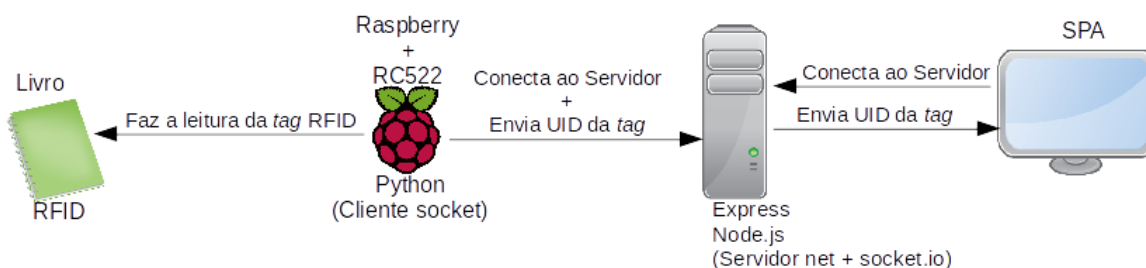 Livro
Faz a leitura da tag RFID
RFID
Raspberry
+
RC522
Python
(Cliente socket)
Conecta ao Servidor
+
Envia UID da tag
Express
Node.js
(Servidor net + socket.io)
SPA
Conecta ao Servidor
Envia UID da tag